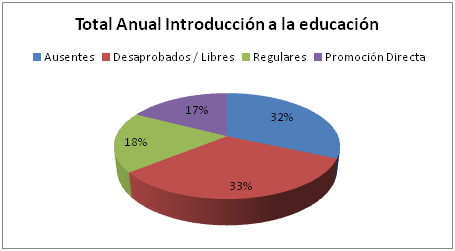 Total Anual Introducción a la educación
Ausentes Desaprobados / Libres Regulares Promoción Directa
17%
32%
18%
33%